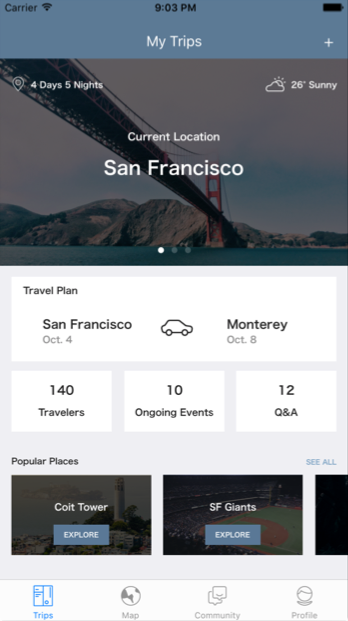 Carrier 9:03 PM
My Trips +
4 Days 5 Nights 26° Sunny
Current Location
San Francisco
Travel Plan
San Francisco Monterey
Oct. 4 Oct. 8
140 10 12
Travelers Ongoing Events Q&A
Popular Places SEE ALL
Coit Tower SF Giants
EXPLORE EXPLORE
Trips Map Community Profile